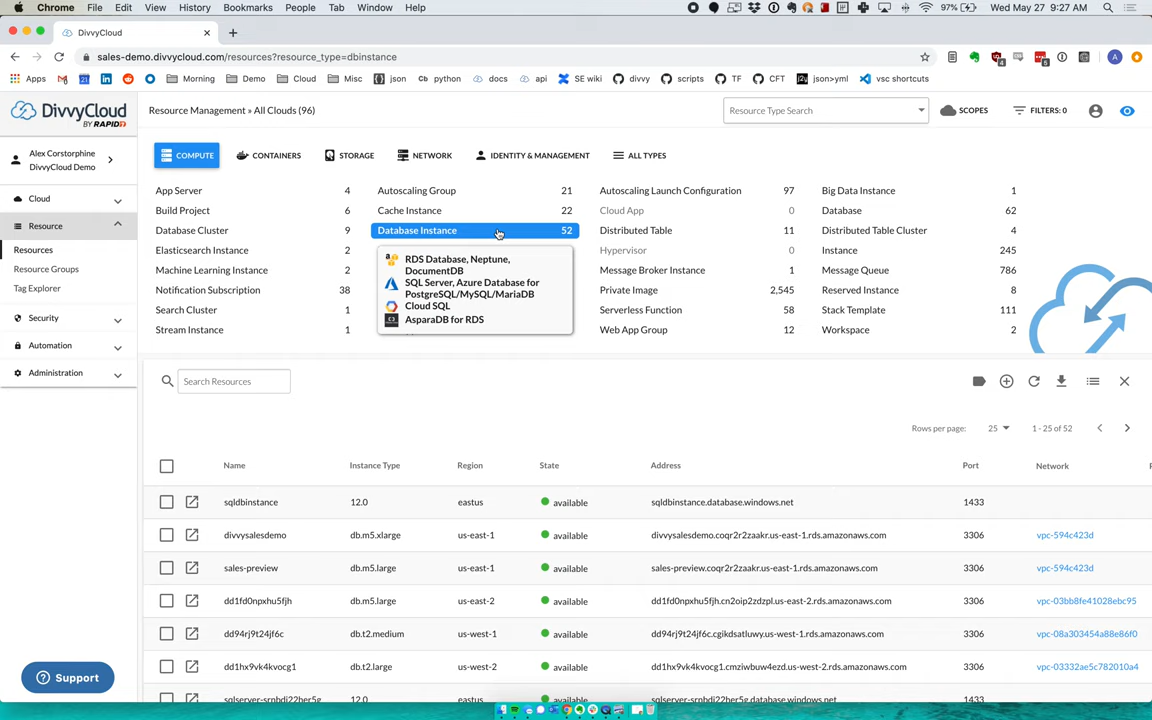 Chrome File Edit View History Bookmarks People Tab Window Help 97% Wed May 27 9:27 AM
DivvyCloud
sales-demo.divvycloud.com/resources?resource_type=dbinstance
Apps Morning Demo Cloud Misc json Cb python docs api SE wiki divvy scripts TF CFT json>yml vsc shortcuts
DivvyCloud
BY RAPID7
Resource Management » All Clouds (96)
Resource Type Search
SCOPES
FILTERS: 0
Alex Corstorphine
DivvyCloud Demo
Cloud
Resource
Resources
Resource Groups
Tag Explorer
Security
Automation
Administration
Support
COMPUTE CONTAINERS STORAGE NETWORK IDENTITY & MANAGEMENT ALL TYPES
App Server 4 Autoscaling Group 21 Autoscaling Launch Configuration 97 Big Data Instance 1
Build Project 6 Cache Instance 22 Cloud App 0 Database 62
Database Cluster 9 Database Instance 52 Distributed Table 11 Distributed Table Cluster 4
Elasticsearch Instance 2 Hypervisor 0 Instance 245
Machine Learning Instance 2 Message Broker Instance 1 Message Queue 786
Notification Subscription 38 Private Image 2,545 Reserved Instance 8
Search Cluster 1 Serverless Function 58 Stack Template 111
Stream Instance 1 Web App Group 12 Workspace 2
RDS Database, Neptune,
DocumentDB
SQL Server, Azure Database for
PostgreSQL/MySQL/MariaDB
Cloud SQL
AsparaDB for RDS
Search Resources
Rows per page: 25 1 - 25 of 52
Name Instance Type Region State Address Port Network
sqldbinstance 12.0 eastus available sqldbinstance.database.windows.net 1433
divvysalesdemo db.m5.xlarge us-east-1 available divvysalesdemo.coqr2r2zaakr.us-east-1.rds.amazonaws.com 3306 vpc-594c423d
sales-preview db.m5.large us-east-1 available sales-preview.coqr2r2zaakr.us-east-1.rds.amazonaws.com 3306 vpc-594c423d
dd1fd0npxhu5fjh db.m5.large us-east-2 available dd1fd0npxhu5fjh.cn2oip2zdzpl.us-east-2.rds.amazonaws.com 3306 vpc-03bb8fe41028ebc95
dd94rj9t24jf6c db.t2.medium us-west-1 available dd94rj9t24jf6c.cgikdsatluwy.us-west-1.rds.amazonaws.com 3306 vpc-08a303454a88e86f0
dd1hx9vk4kvocg1 db.t2.large us-west-2 available dd1hx9vk4kvocg1.cmziwbuw4ezd.us-west-2.rds.amazonaws.com 3306 vpc-03332ae5c782010a4
12.0 eastus available 1433